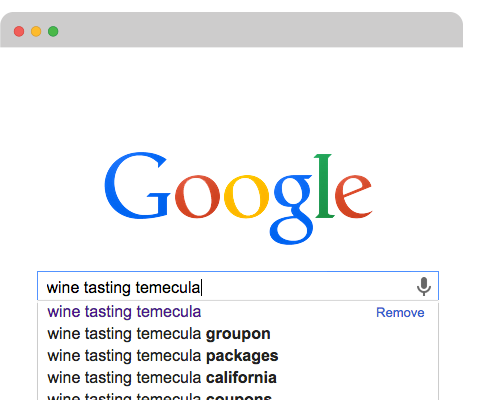 Google
wine tasting temecula
wine tasting temecula Remove
wine tasting temecula groupon
wine tasting temecula packages
wine tasting temecula california
wine tasting temecula coupons